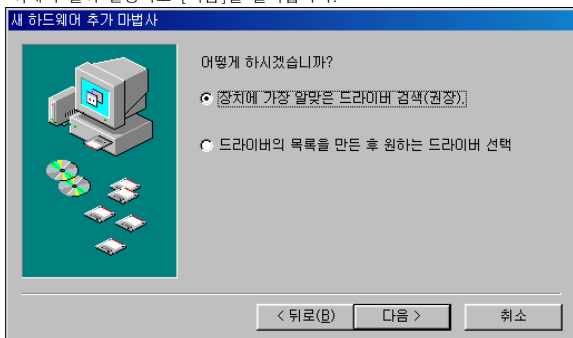 새 하드웨어 추가 마법사
어떻게 하시겠습니까?
장치에 가장 알맞은 드라이버 검색(권장).
드라이버의 목록을 만든 후 원하는 드라이버 선택
< 뒤로(B)
다음 >
취소